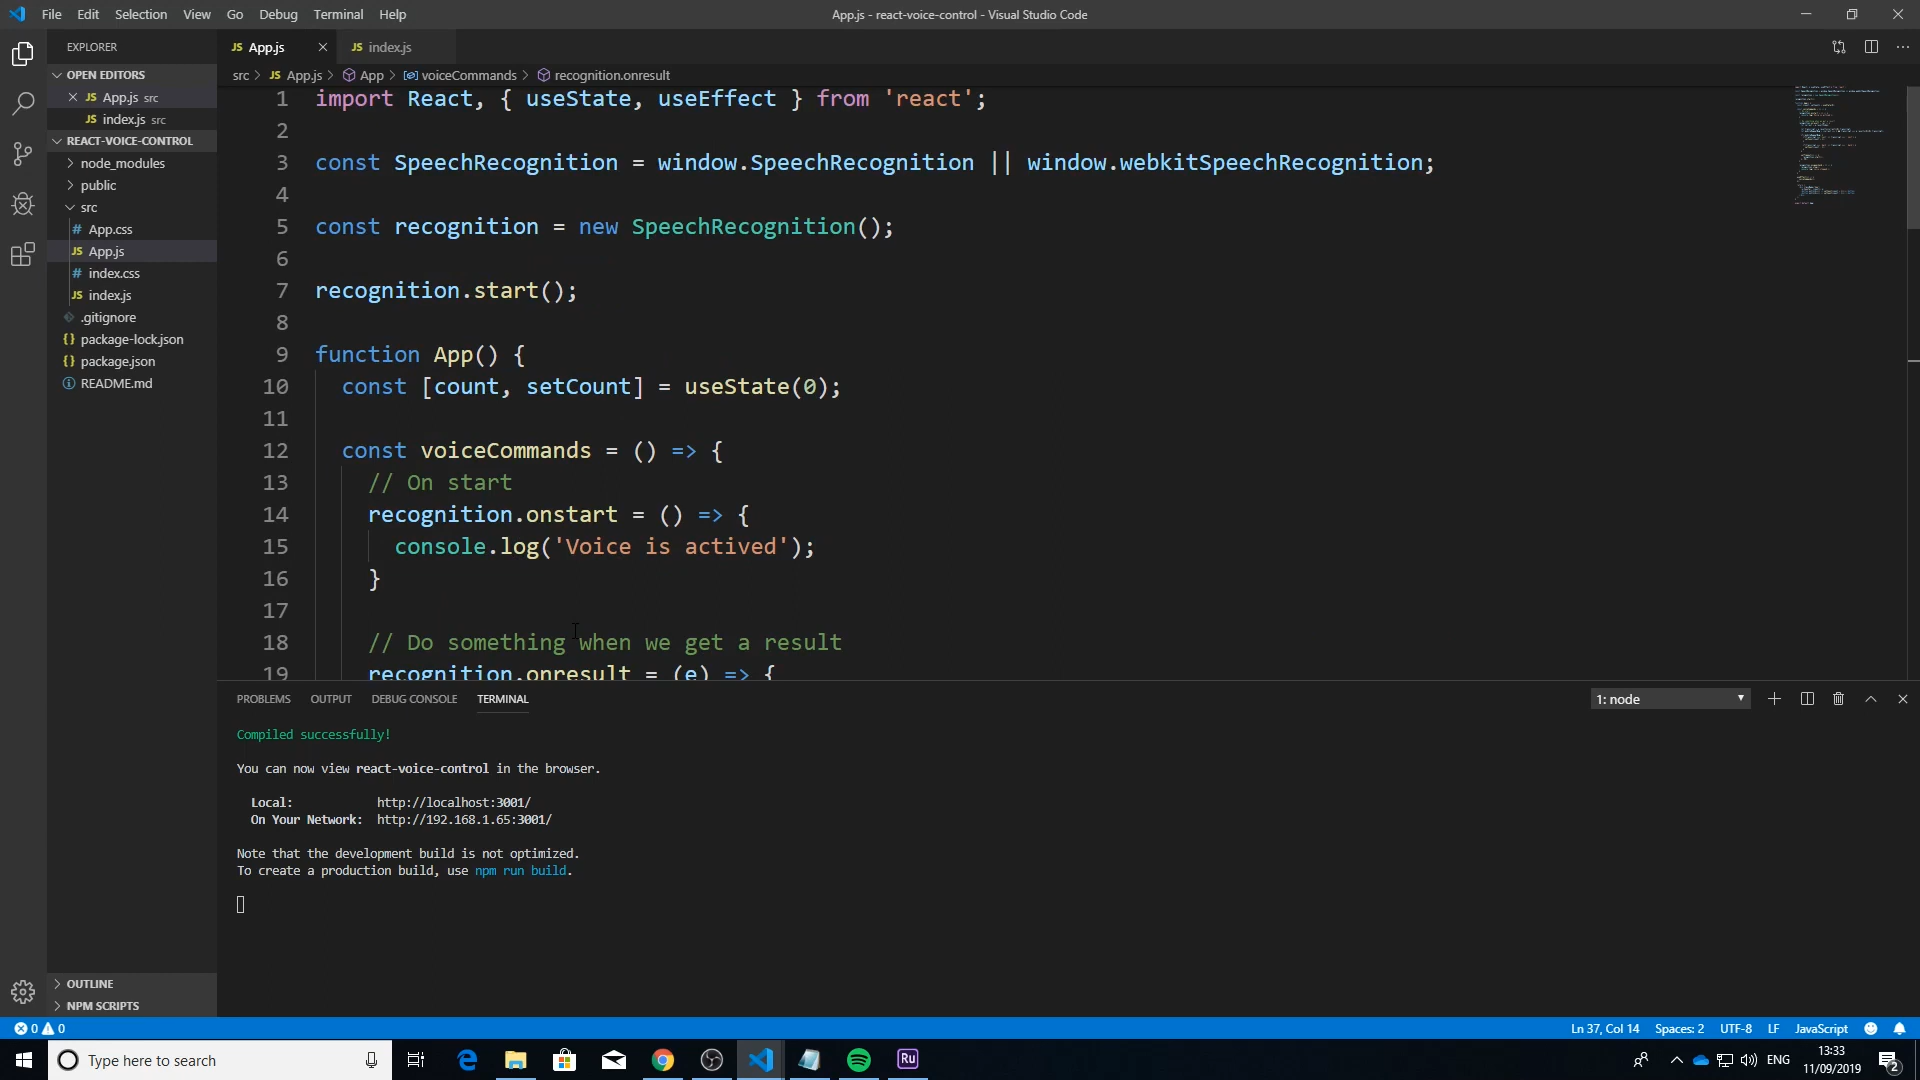 File Edit Selection View Go Debug Terminal Help
App.js - react-voice-control - Visual Studio Code
EXPLORER
OPEN EDITORS
JS App.js src
JS index.js src
REACT-VOICE-CONTROL
node_modules
public
src
# App.css
JS App.js
# index.css
JS index.js
.gitignore
{} package-lock.json
{} package.json
README.md
OUTLINE
NPM SCRIPTS
JS App.js
JS index.js
src > JS App.js > App > voiceCommands > recognition.onresult
1 import React, { useState, useEffect } from 'react';
2
3 const SpeechRecognition = window.SpeechRecognition || window.webkitSpeechRecognition;
4
5 const recognition = new SpeechRecognition();
6
7 recognition.start();
8
9 function App() {
10 const [count, setCount] = useState(0);
11
12 const voiceCommands = () => {
13 // On start
14 recognition.onstart = () => {
15 console.log('Voice is actived');
16 }
17
18 // Do something when we get a result
19 recognition.onresult = (e) => {
PROBLEMS OUTPUT DEBUG CONSOLE TERMINAL
1: node
Compiled successfully!
You can now view react-voice-control in the browser.
Local: http://localhost:3001/
On Your Network: http://192.168.1.65:3001/
Note that the development build is not optimized.
To create a production build, use npm run build.
0 0
Ln 37, Col 14 Spaces: 2 UTF-8 LF JavaScript
Type here to search
Ru
ENG
13:33
11/09/2019
2